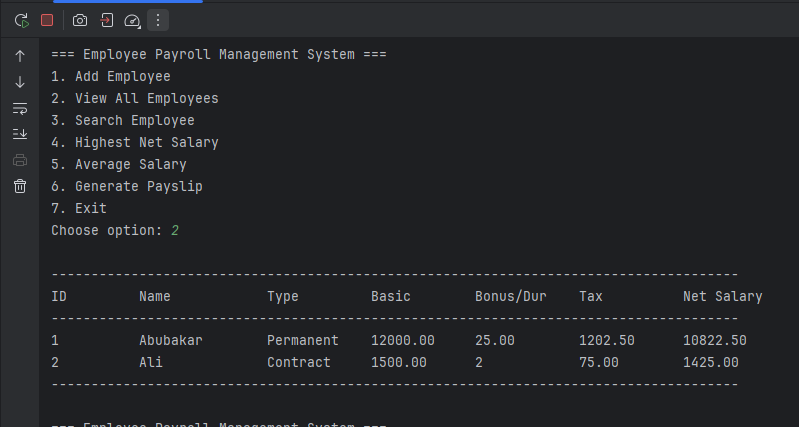 === Employee Payroll Management System ===
1. Add Employee
2. View All Employees
3. Search Employee
4. Highest Net Salary
5. Average Salary
6. Generate Payslip
7. Exit
Choose option: 2
--------------------------------------------------------------------------------------
ID Name Type Basic Bonus/Dur Tax Net Salary
--------------------------------------------------------------------------------------
1 Abubakar Permanent 12000.00 25.00 1202.50 10822.50
2 Ali Contract 1500.00 2 75.00 1425.00
--------------------------------------------------------------------------------------
=== Employee Payroll Management System ===